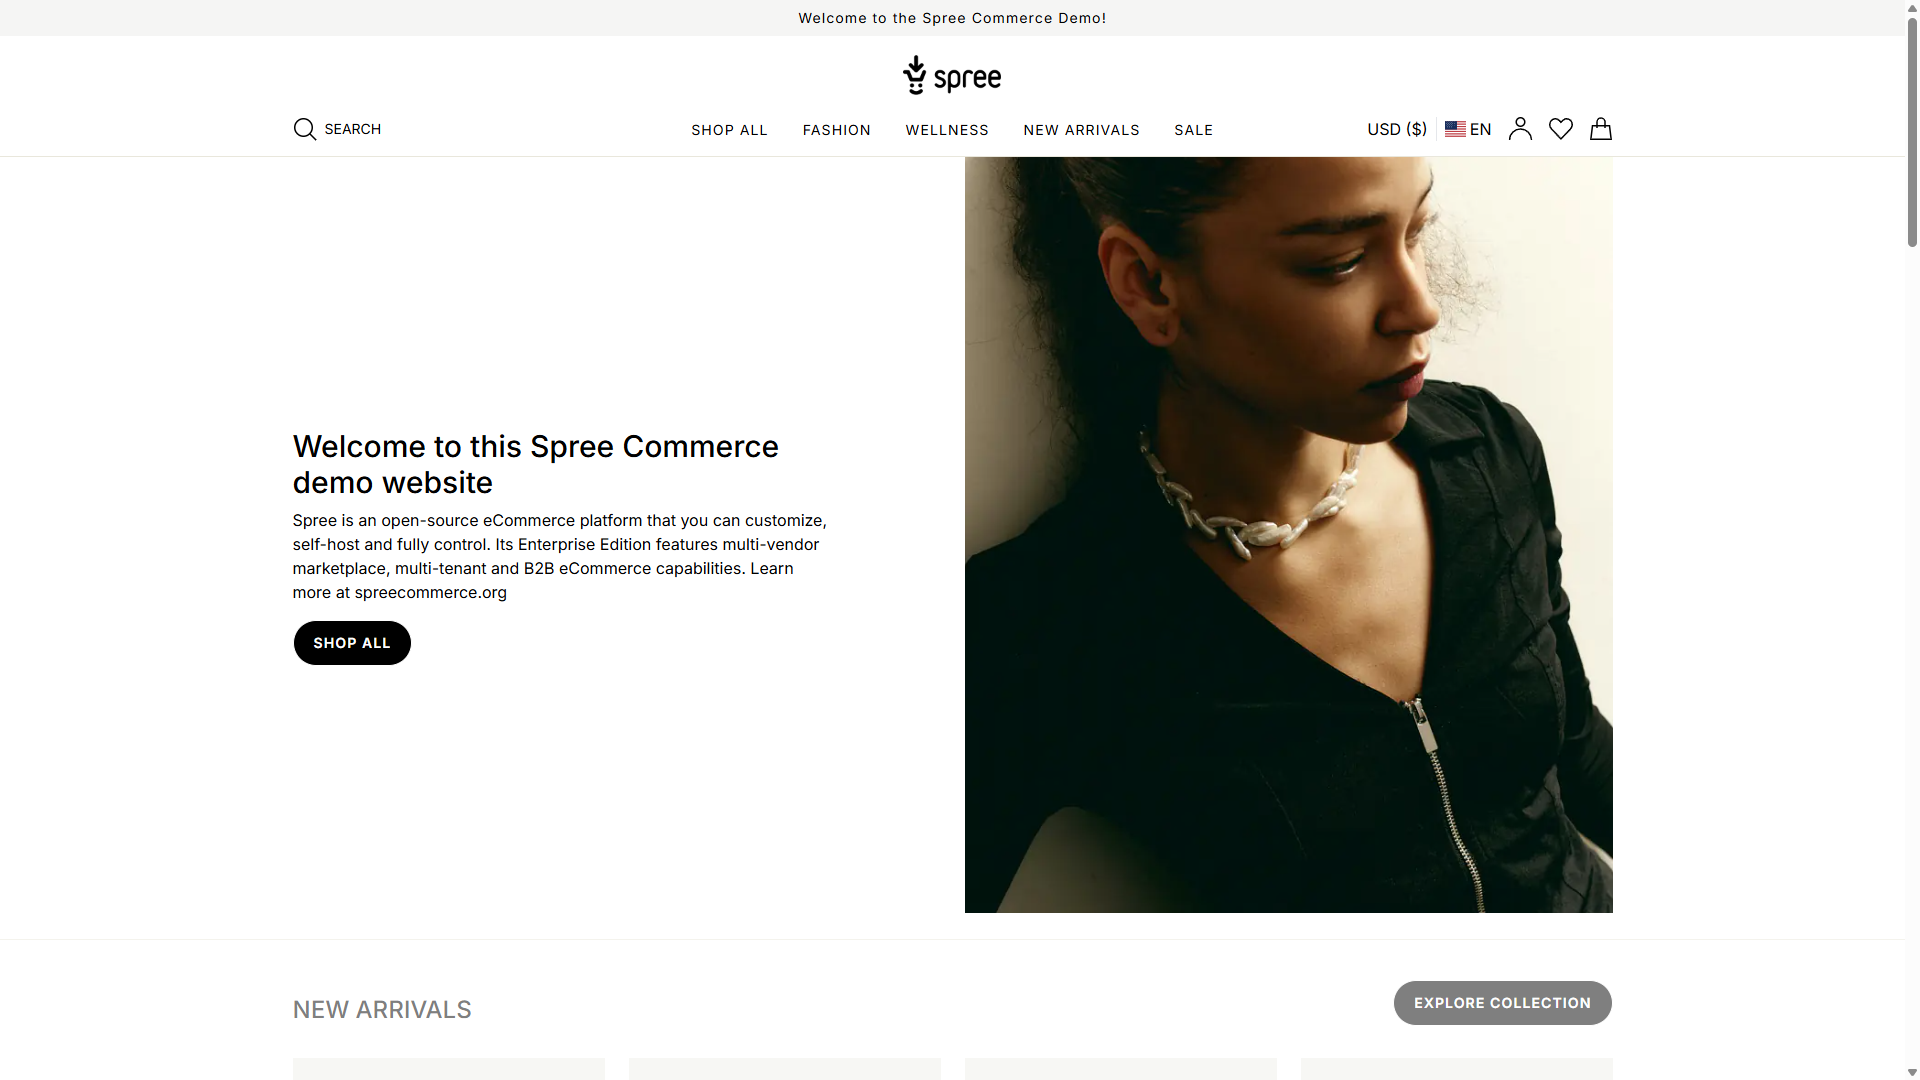 Welcome to the Spree Commerce Demo!
spree
SEARCH
SHOP ALL
FASHION
WELLNESS
NEW ARRIVALS
SALE
USD ($)
EN
Welcome to this Spree Commerce
demo website
Spree is an open-source eCommerce platform that you can customize,
self-host and fully control. Its Enterprise Edition features multi-vendor
marketplace, multi-tenant and B2B eCommerce capabilities. Learn
more at spreecommerce.org
SHOP ALL
NEW ARRIVALS
EXPLORE COLLECTION